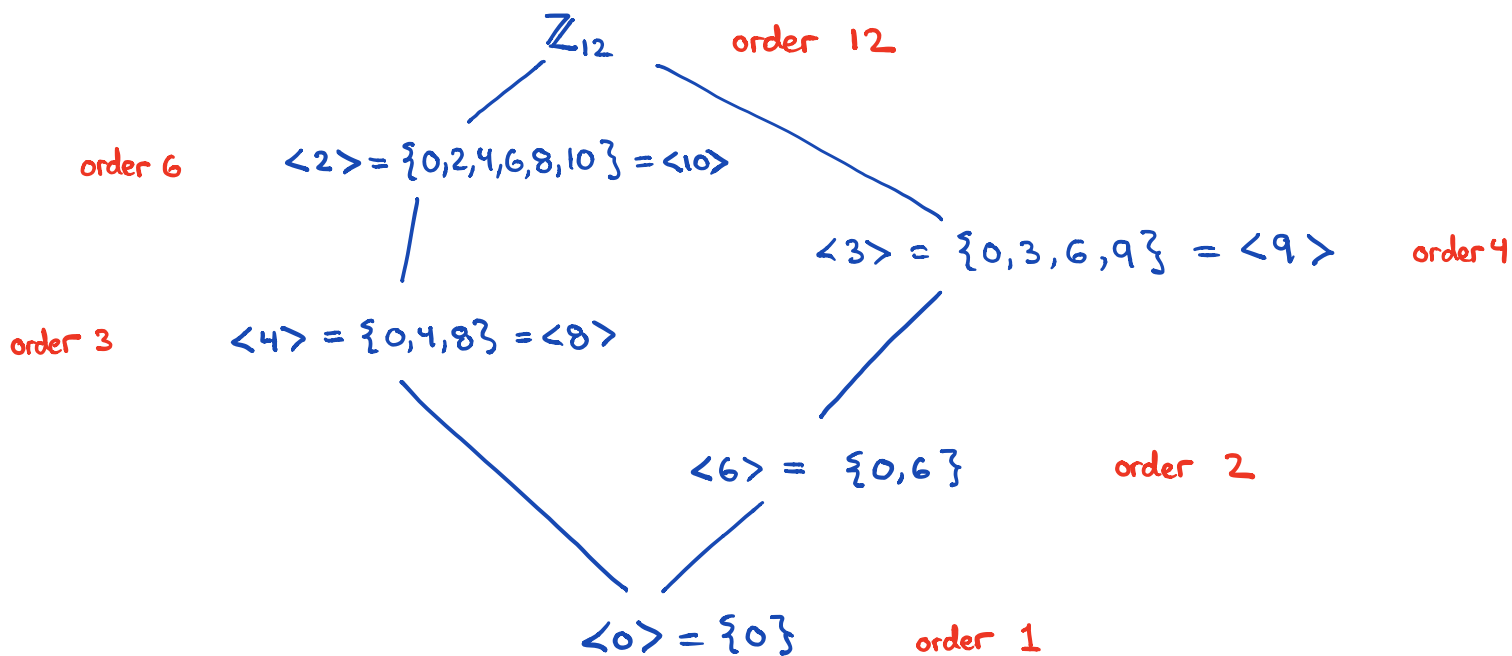 ℤ₁₂ order 12
order 6 <2> = {0,2,4,6,8,10} = <10>
<3> = {0,3,6,9} = <9> order 4
order 3 <4> = {0,4,8} = <8>
<6> = {0,6} order 2
<0> = {0} order 1